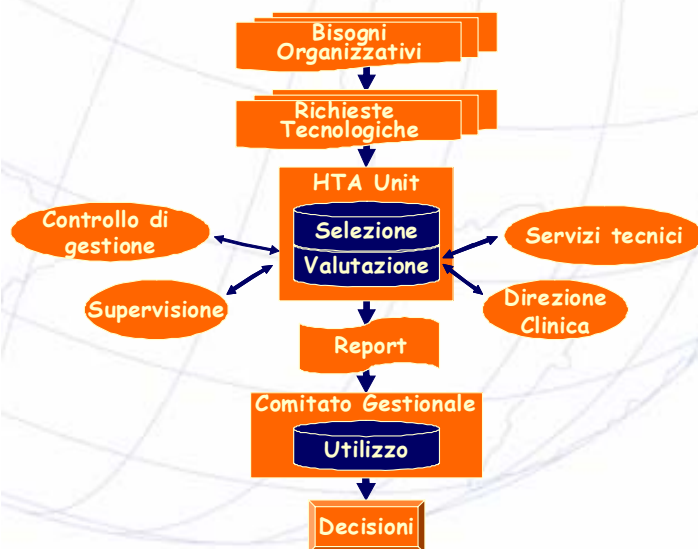 Bisogni
Organizzativi
Richieste
Tecnologiche
HTA Unit
Selezione
Valutazione
Controllo di
gestione
Supervisione
Servizi tecnici
Direzione
Clinica
Report
Comitato Gestionale
Utilizzo
Decisioni